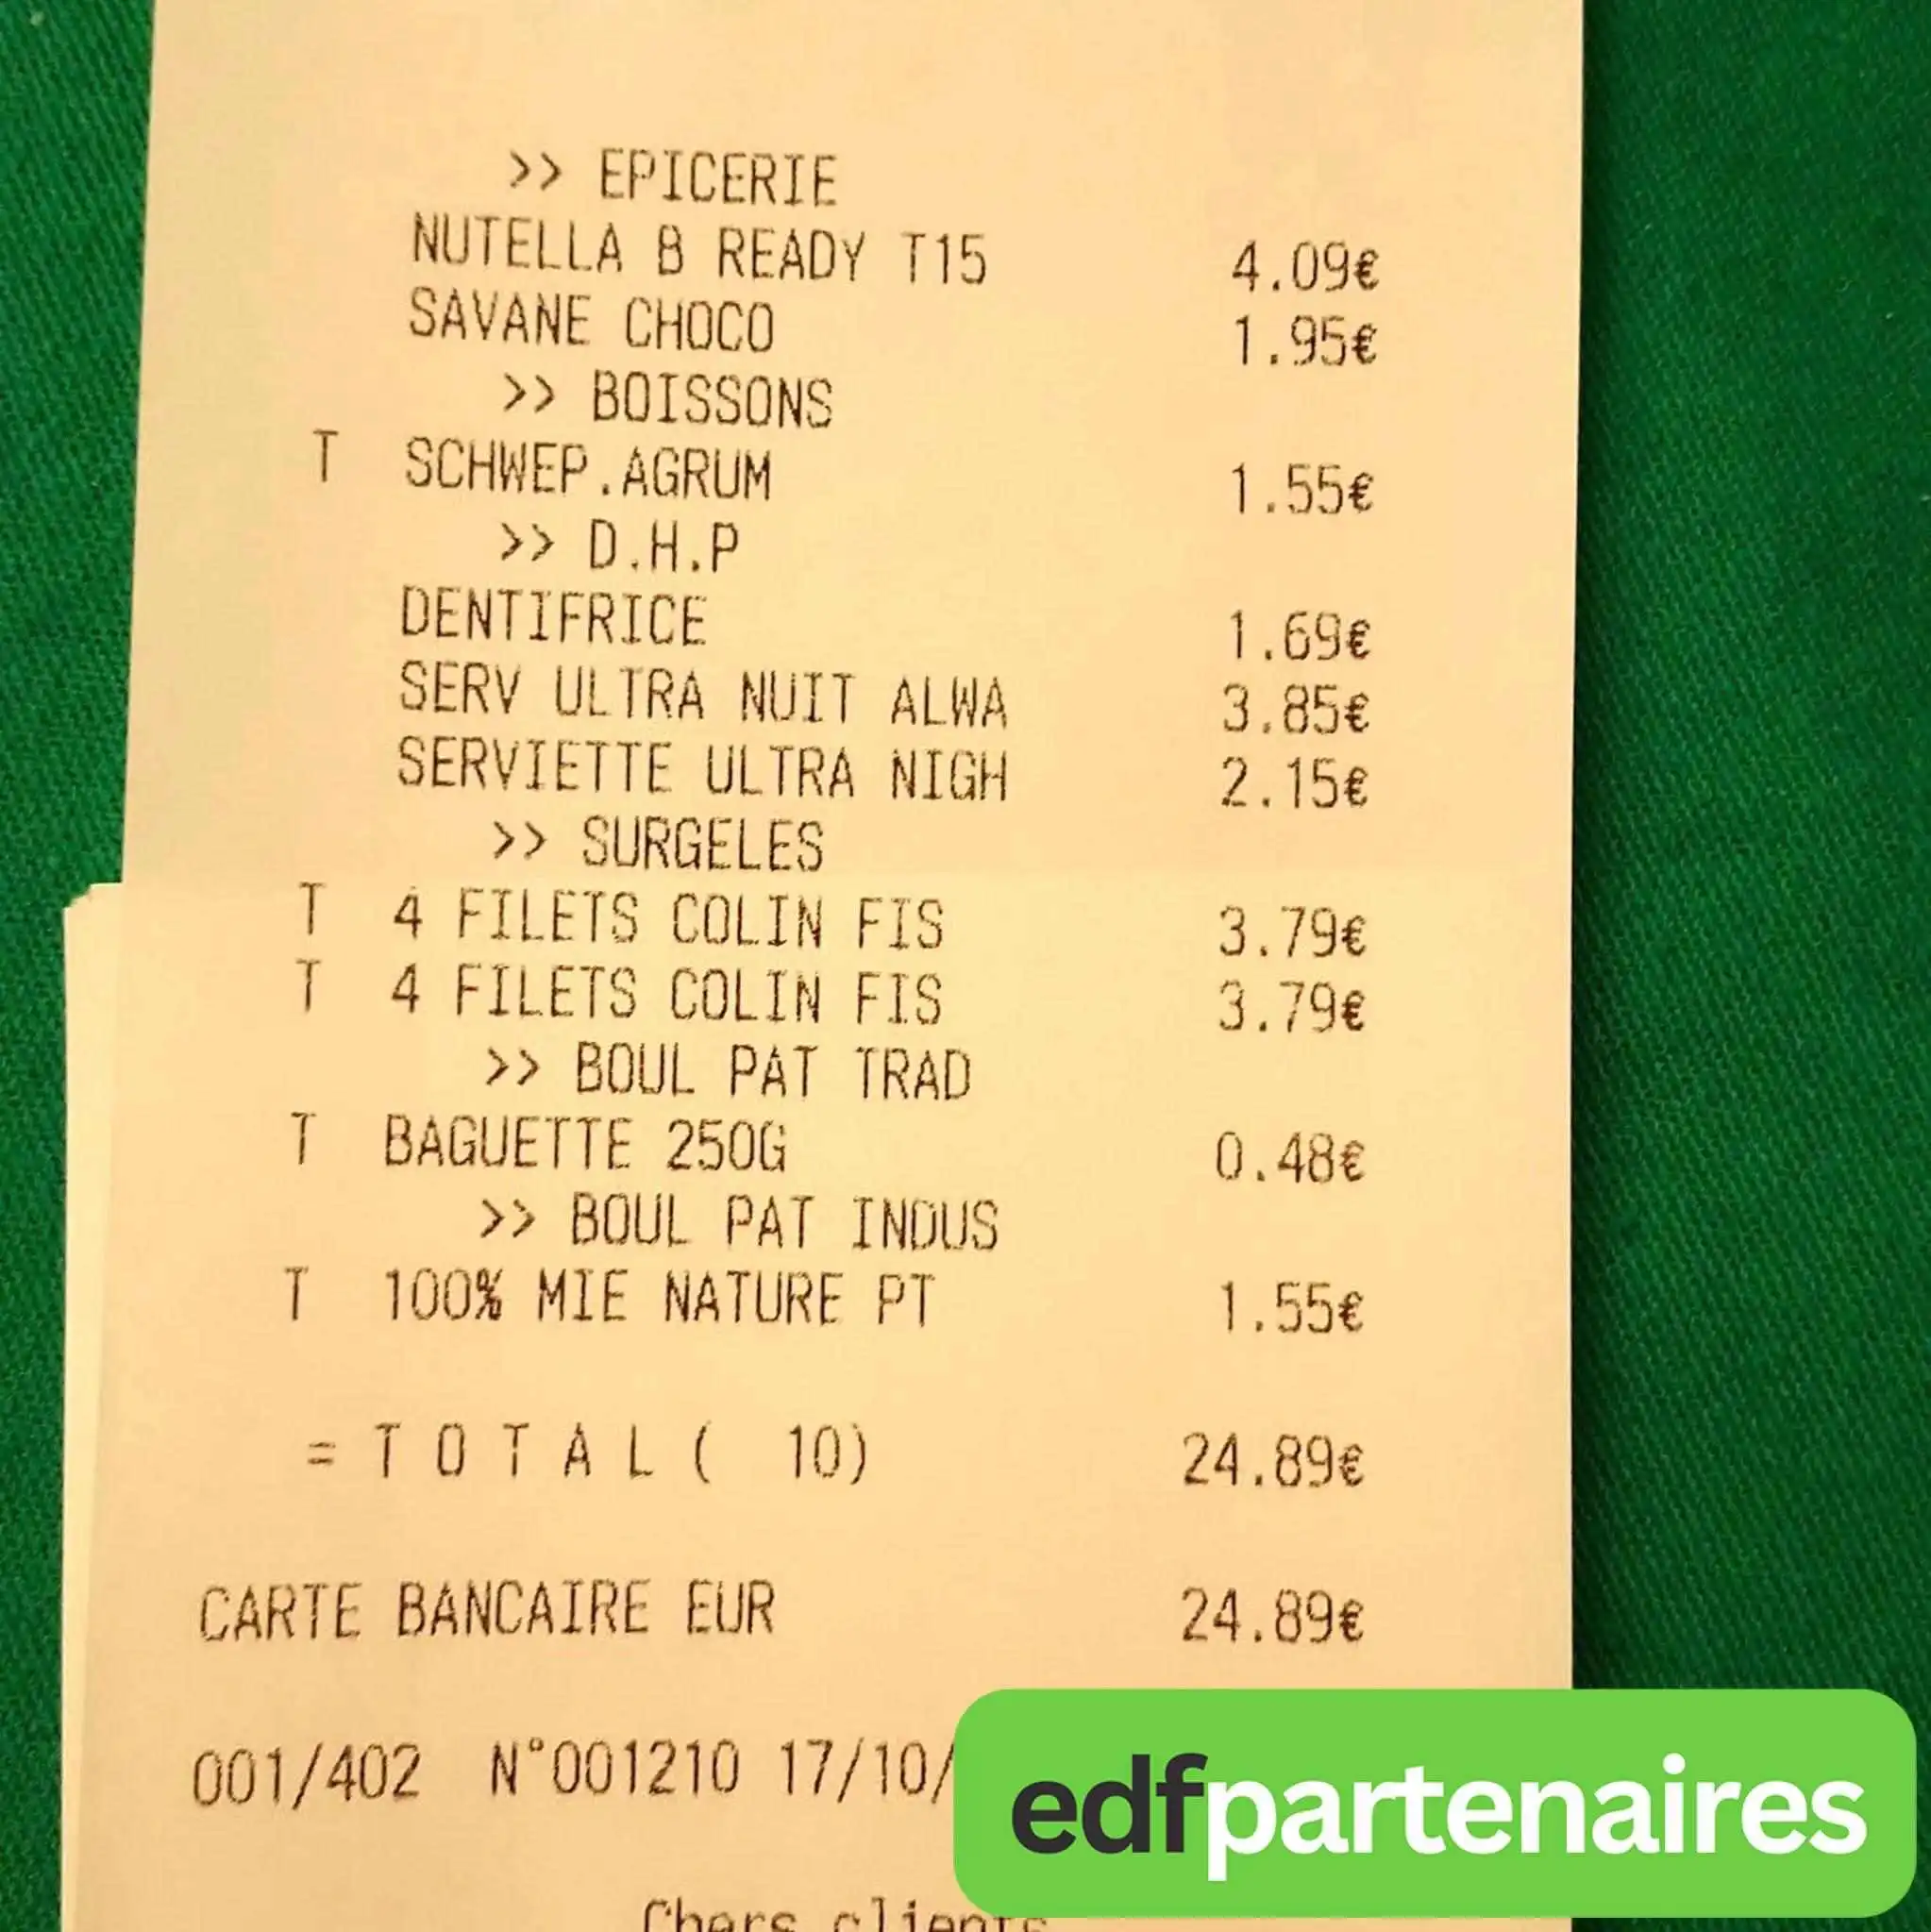 >> EPICERIE
NUTELLA B READY T15 4.09€
SAVANE CHOCO 1.95€
>> BOISSONS
T SCHWEP.AGRUM 1.55€
>> D.H.P
DENTIFRICE 1.69€
SERV ULTRA NUIT ALWA 3.85€
SERVIETTE ULTRA NIGH 2.15€
>> SURGELES
T 4 FILETS COLIN FIS 3.79€
T 4 FILETS COLIN FIS 3.79€
>> BOUL PAT TRAD
T BAGUETTE 250G 0.48€
>> BOUL PAT INDUS
T 100% MIE NATURE PT 1.55€
= T O T A L ( 10) 24.89€
CARTE BANCAIRE EUR 24.89€
001/402 N°001210 17/10/
edfpartenaires
Chers clients